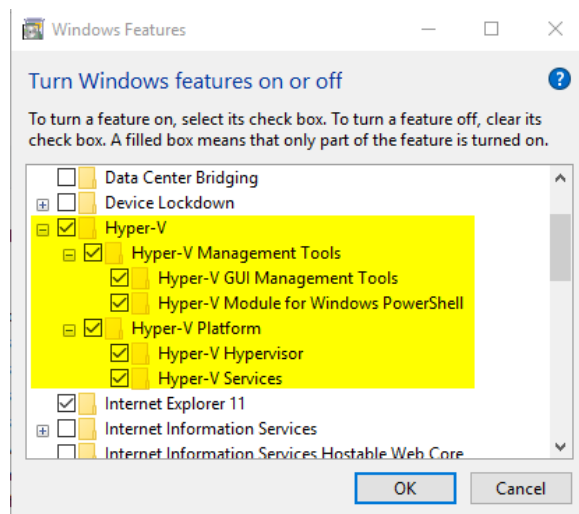 Windows Features
Turn Windows features on or off
To turn a feature on, select its check box. To turn a feature off, clear its
check box. A filled box means that only part of the feature is turned on.
Data Center Bridging
Device Lockdown
Hyper-V
Hyper-V Management Tools
Hyper-V GUI Management Tools
Hyper-V Module for Windows PowerShell
Hyper-V Platform
Hyper-V Hypervisor
Hyper-V Services
Internet Explorer 11
Internet Information Services
Internet Information Services Hostable Web Core
OK Cancel